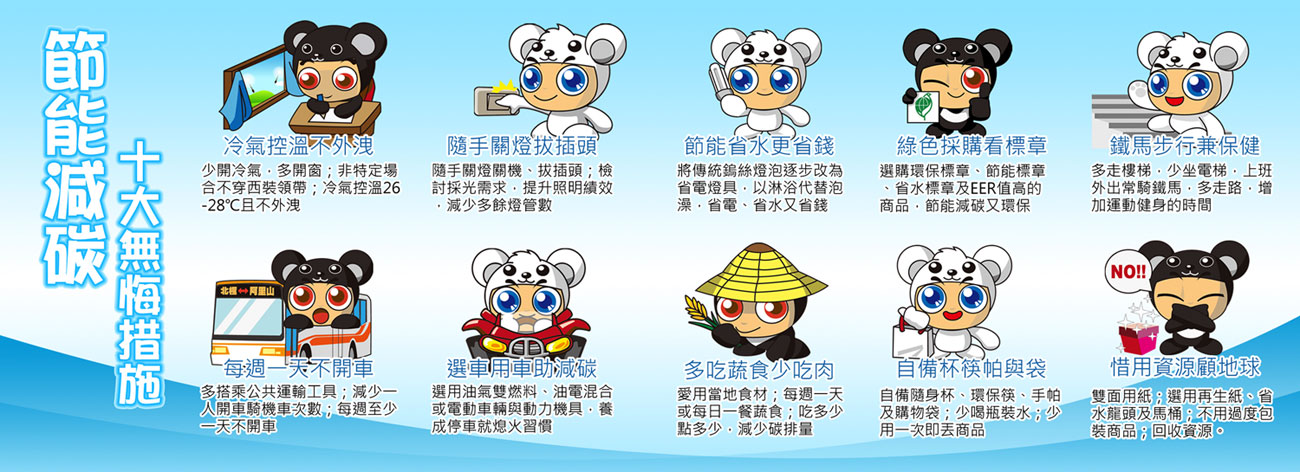 節能減碳
十大無悔措施
冷氣控溫不外洩
少開冷氣，多開窗；非特定場
合不穿西裝領帶；冷氣控溫26
-28℃且不外洩
隨手關燈拔插頭
隨手關燈關機、拔插頭；檢
討採光需求，提升照明績效
，減少多餘燈管數
節能省水更省錢
將傳統鎢絲燈泡逐步改為
省電燈具，以淋浴代替泡
澡，省電、省水又省錢
綠色採購看標章
選購環保標章、節能標章
、省水標章及EER值高的
商品，節能減碳又環保
鐵馬步行兼保健
多走樓梯，少坐電梯，上班
外出常騎鐵馬，多走路，增
加運動健身的時間
北極↔阿里山
每週一天不開車
多搭乘公共運輸工具；減少一
人開車騎機車次數；每週至少
一天不開車
選車用車助減碳
選用油氣雙燃料、油電混合
或電動車輛與動力機具，養
成停車就熄火習慣
多吃蔬食少吃肉
愛用當地食材；每週一天
或每日一餐蔬食；吃多少
點多少，減少碳排量
自備杯筷帕與袋
自備隨身杯、環保筷、手帕
及購物袋；少喝瓶裝水；少
用一次即丟商品
NO!!
惜用資源顧地球
雙面用紙；選用再生紙、省
水龍頭及馬桶；不用過度包
裝商品；回收資源。